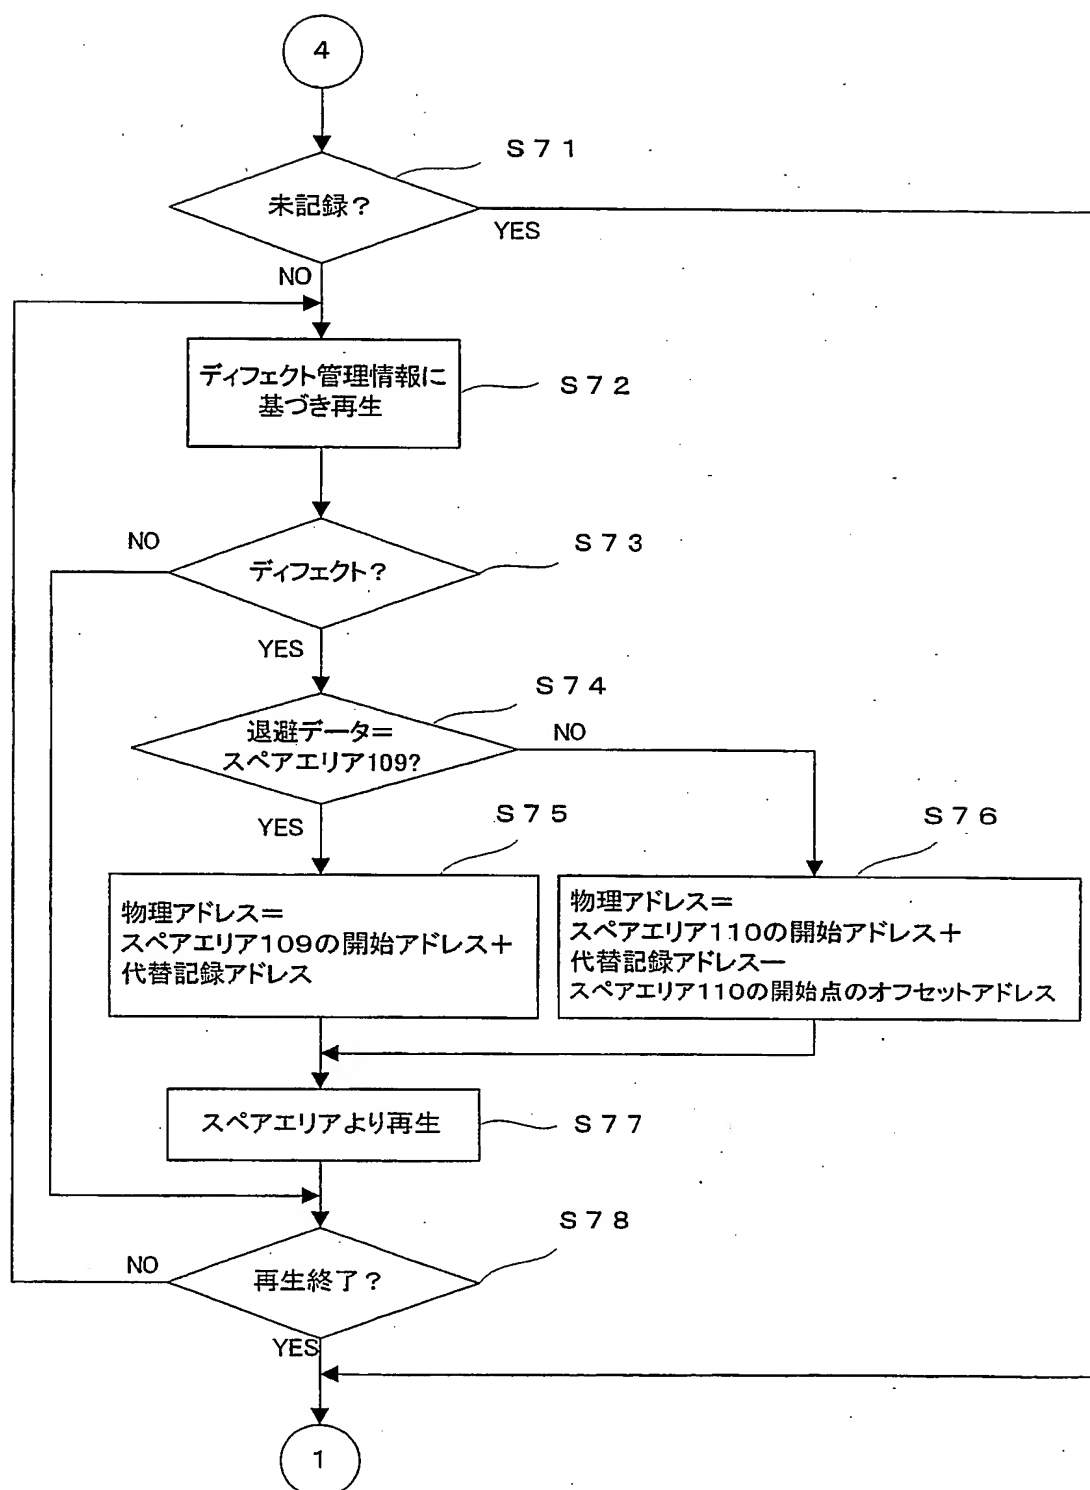 4
S71
未記録?
YES
NO
ディフェクト管理情報に
基づき再生
S72
NO
S73
ディフェクト?
YES
S74
退避データ=
スペアエリア109?
NO
YES
S75
S76
物理アドレス=
スペアエリア109の開始アドレス+
代替記録アドレス
物理アドレス=
スペアエリア110の開始アドレス+
代替記録アドレスー
スペアエリア110の開始点のオフセットアドレス
スペアエリアより再生
S77
S78
NO
再生終了?
YES
1